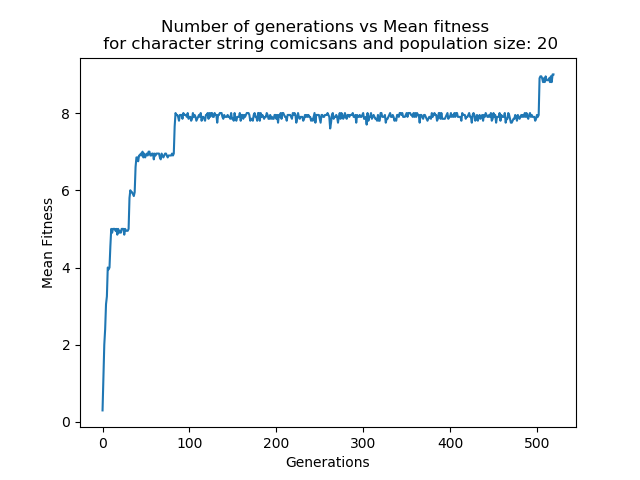 Number of generations vs Mean fitness
for character string comicsans and population size: 20
8
6
4
2
0
Mean Fitness
0 100 200 300 400 500
Generations